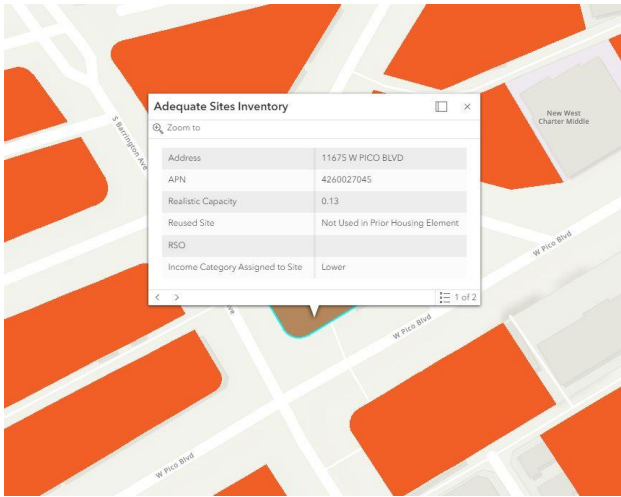 Adequate Sites Inventory
Zoom to
Address 11675 W PICO BLVD
APN 4260027045
Realistic Capacity 0.13
Reused Site Not Used in Prior Housing Element
RSO
Income Category Assigned to Site Lower
1 of 2
S Barrington Ave
New West
Charter Middle
W Pico Blvd
ve
W Pico Blvd
W Pico Blvd